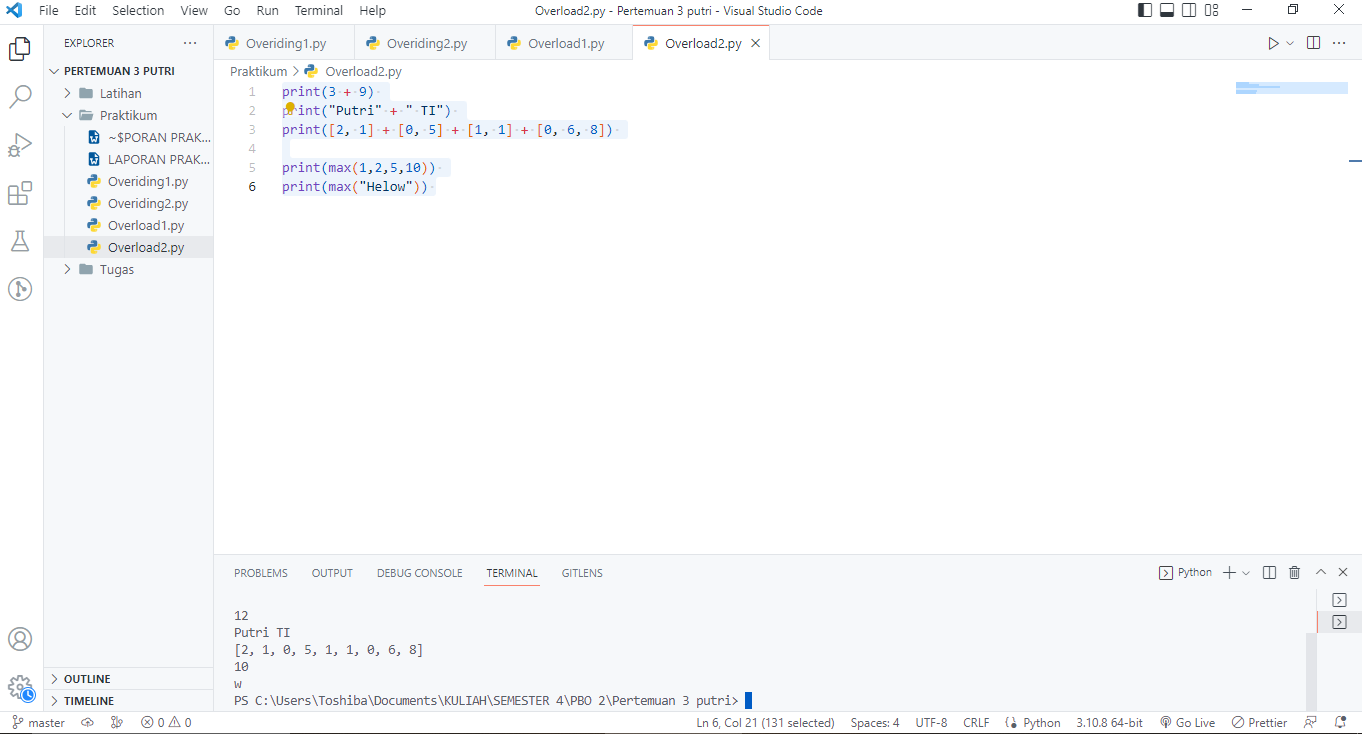 File Edit Selection View Go Run Terminal Help Overload2.py - Pertemuan 3 putri - Visual Studio Code
EXPLORER
Overiding1.py Overiding2.py Overload1.py Overload2.py
PERTEMUAN 3 PUTRI
Latihan
Praktikum
~$PORAN PRAK...
LAPORAN PRAK...
Overiding1.py
Overiding2.py
Overload1.py
Overload2.py
Tugas
OUTLINE
TIMELINE
Praktikum > Overload2.py
1 print(3 + 9)
2 print("Putri" + " TI")
3 print([2, 1] + [0, 5] + [1, 1] + [0, 6, 8])
4
5 print(max(1,2,5,10))
6 print(max("Helow"))
PROBLEMS OUTPUT DEBUG CONSOLE TERMINAL GITLENS Python
12
Putri TI
[2, 1, 0, 5, 1, 1, 0, 6, 8]
10
w
PS C:\Users\Toshiba\Documents\KULIAH\SEMESTER 4\PBO 2\Pertemuan 3 putri>
master 0 0 Ln 6, Col 21 (131 selected) Spaces: 4 UTF-8 CRLF Python 3.10.8 64-bit Go Live Prettier